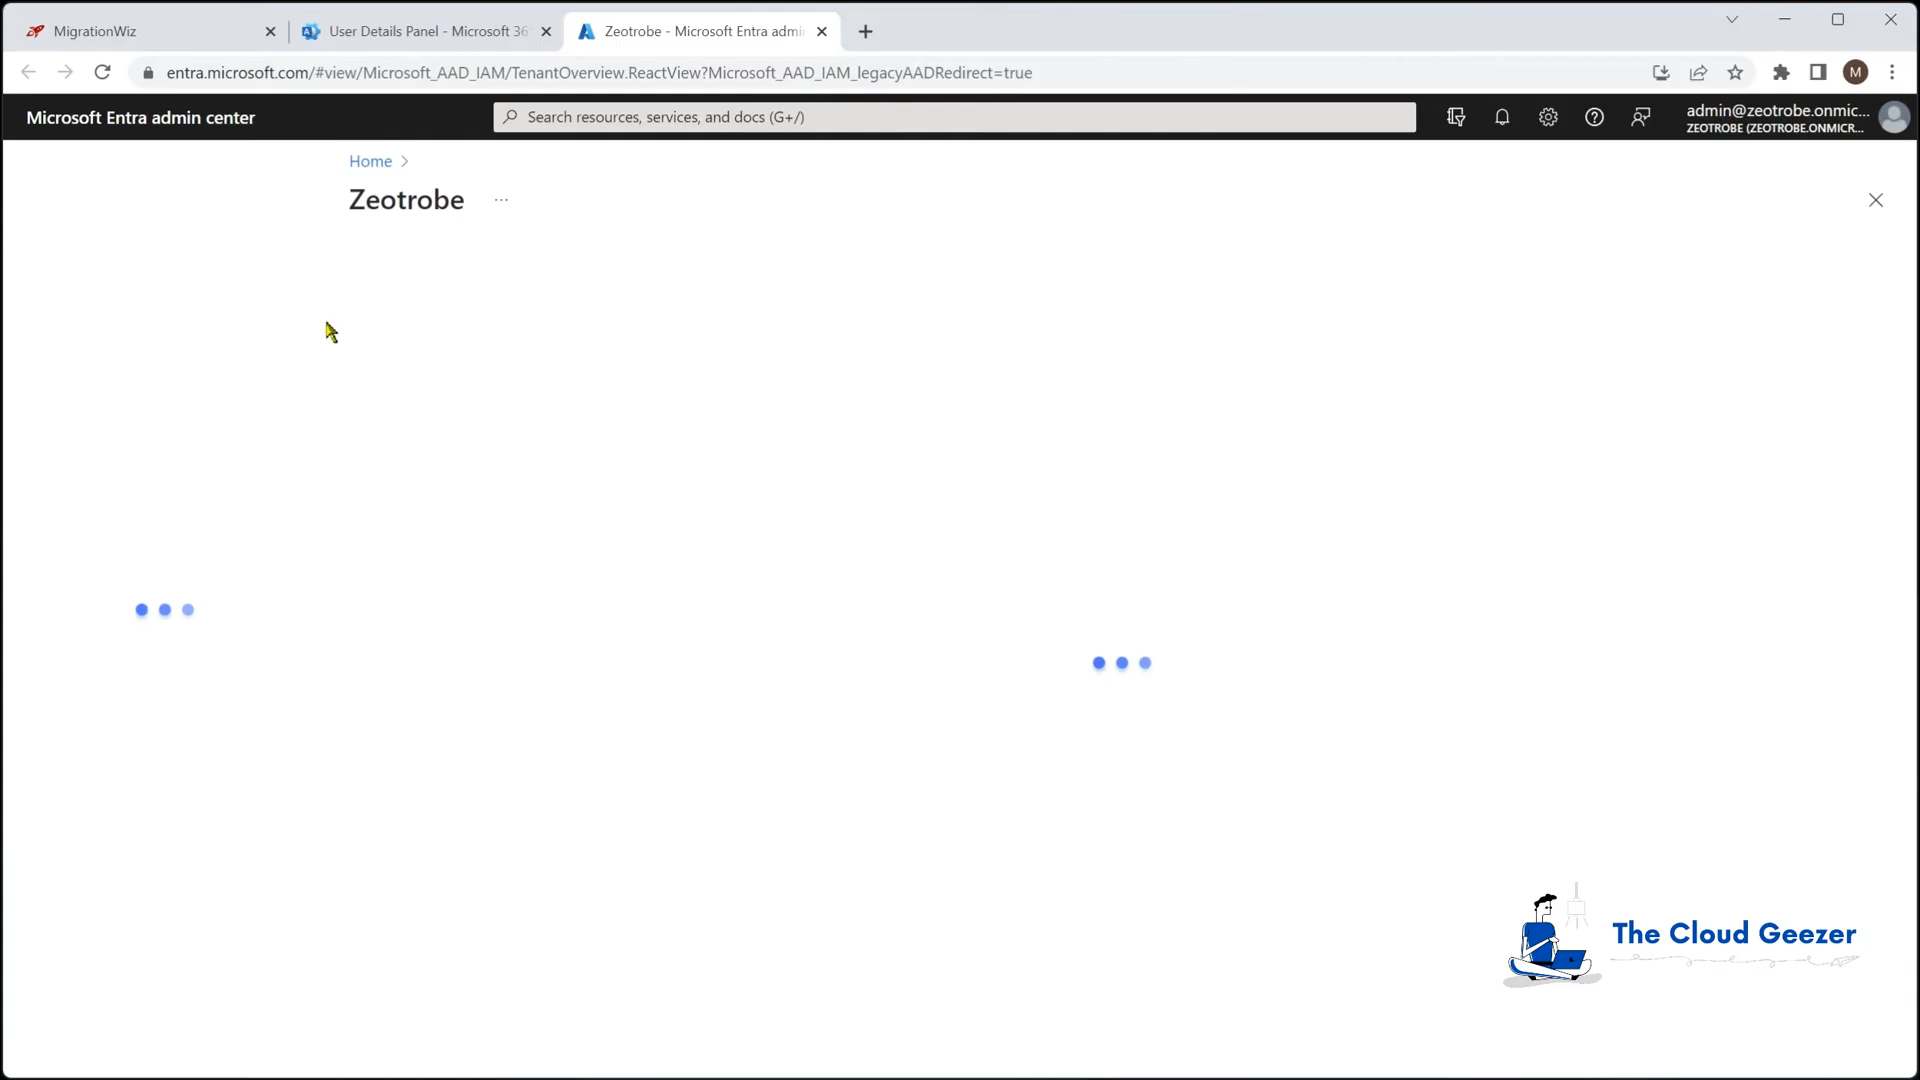 MigrationWiz
User Details Panel - Microsoft 36
Zeotrobe - Microsoft Entra admi
entra.microsoft.com/#view/Microsoft_AAD_IAM/TenantOverview.ReactView?Microsoft_AAD_IAM_legacyAADRedirect=true
M
Microsoft Entra admin center
Search resources, services, and docs (G+/)
admin@zeotrobe.onmic...
ZEOTROBE (ZEOTROBE.ONMICR...
Home
Zeotrobe
The Cloud Geezer